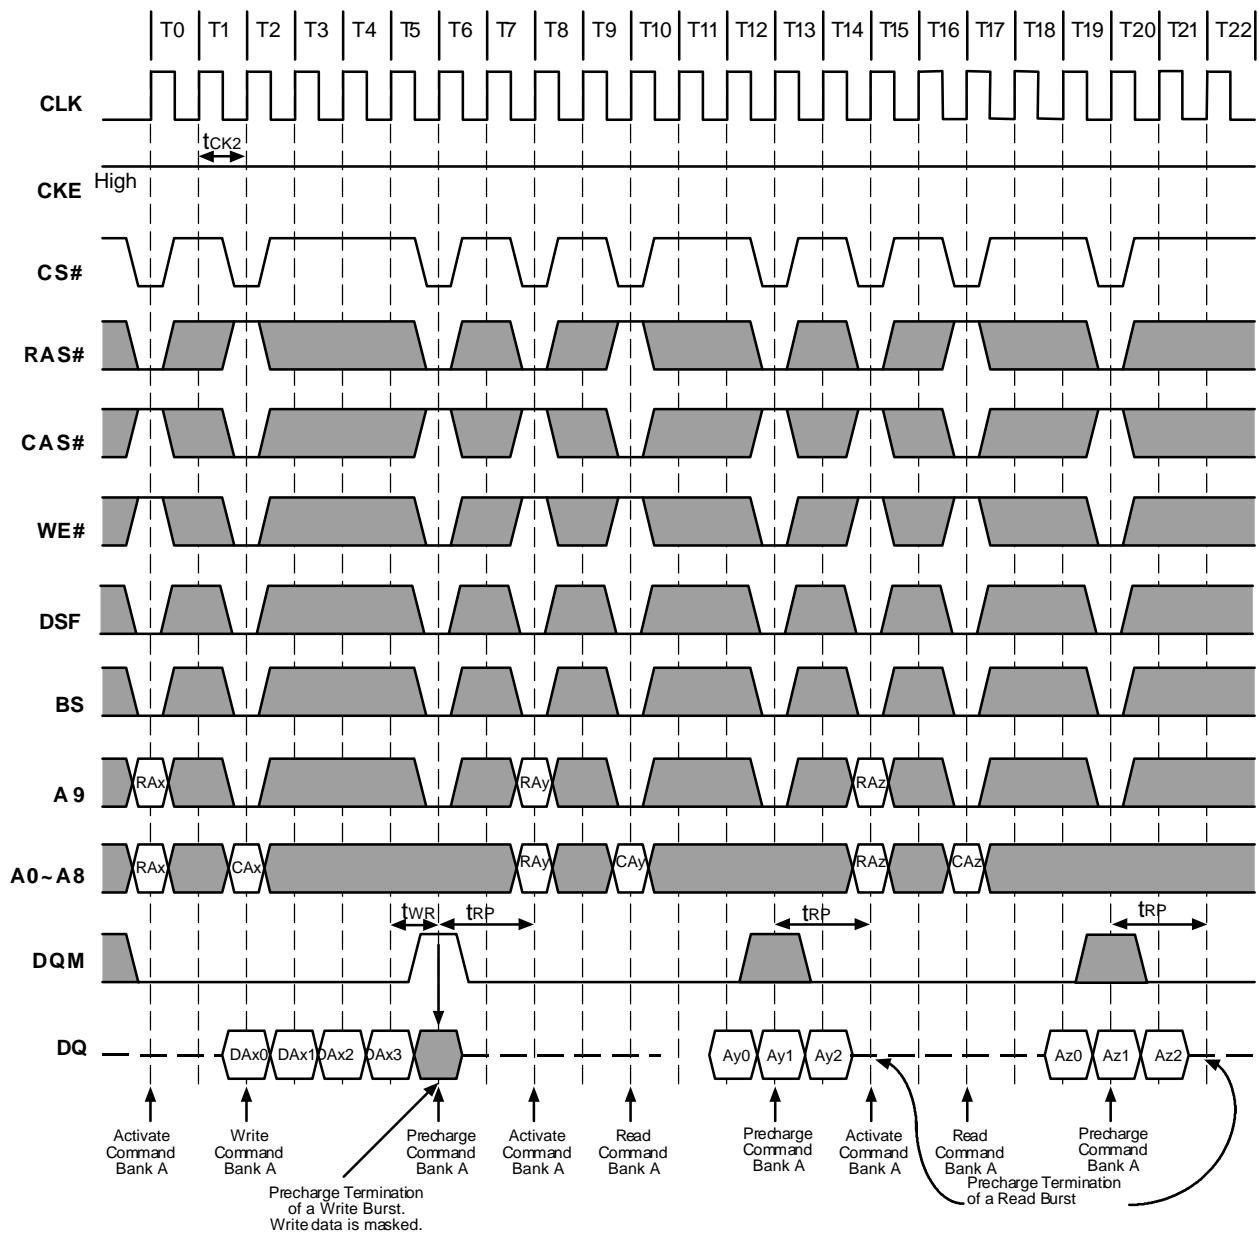 T0 T1 T2 T3 T4 T5 T6 T7 T8 T9 T10 T11 T12 T13 T14 T15 T16 T17 T18 T19 T20 T21 T22
CLK
tCK2
High
CKE
CS#
RAS#
CAS#
WE#
DSF
BS
A9 RAx RAy RAz
A0~A8 RAx CAx RAy CAy RAz CAz
tWR tRP tRP tRP
DQM
DQ DAx0 DAx1 DAx2 DAx3 Ay0 Ay1 Ay2 Az0 Az1 Az2
Activate
Command
Bank A
Write
Command
Bank A
Precharge
Command
Bank A
Activate
Command
Bank A
Read
Command
Bank A
Precharge
Command
Bank A
Activate
Command
Bank A
Read
Command
Bank A
Precharge
Command
Bank A
Precharge Termination
of a Write Burst.
Write data is masked.
Precharge Termination
of a Read Burst